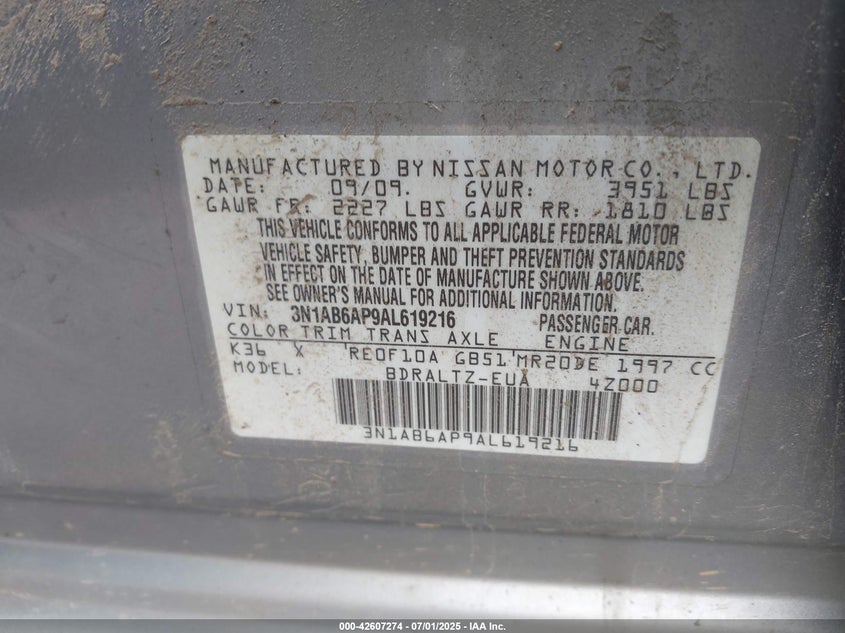 MANUFACTURED BY NISSAN MOTOR CO., LTD.
DATE: 09/09. GVWR: 3951 LBS
GAWR FR: 2227 LBS GAWR RR: 1810 LBS
THIS VEHICLE CONFORMS TO ALL APPLICABLE FEDERAL MOTOR
VEHICLE SAFETY, BUMPER AND THEFT PREVENTION STANDARDS
IN EFFECT ON THE DATE OF MANUFACTURE SHOWN ABOVE.
SEE OWNER'S MANUAL FOR ADDITIONAL INFORMATION.
VIN: 3N1AB6AP9AL619216 PASSENGER CAR.
COLOR TRIM TRANS AXLE ENGINE
K36 X RE0F10A GB51 MR20DE 1997 CC
MODEL: BDRALTZ-EUA 4Z000
3N1AB6AP9AL619216
000-42607274 | 07/01/2025 - IAA Inc.